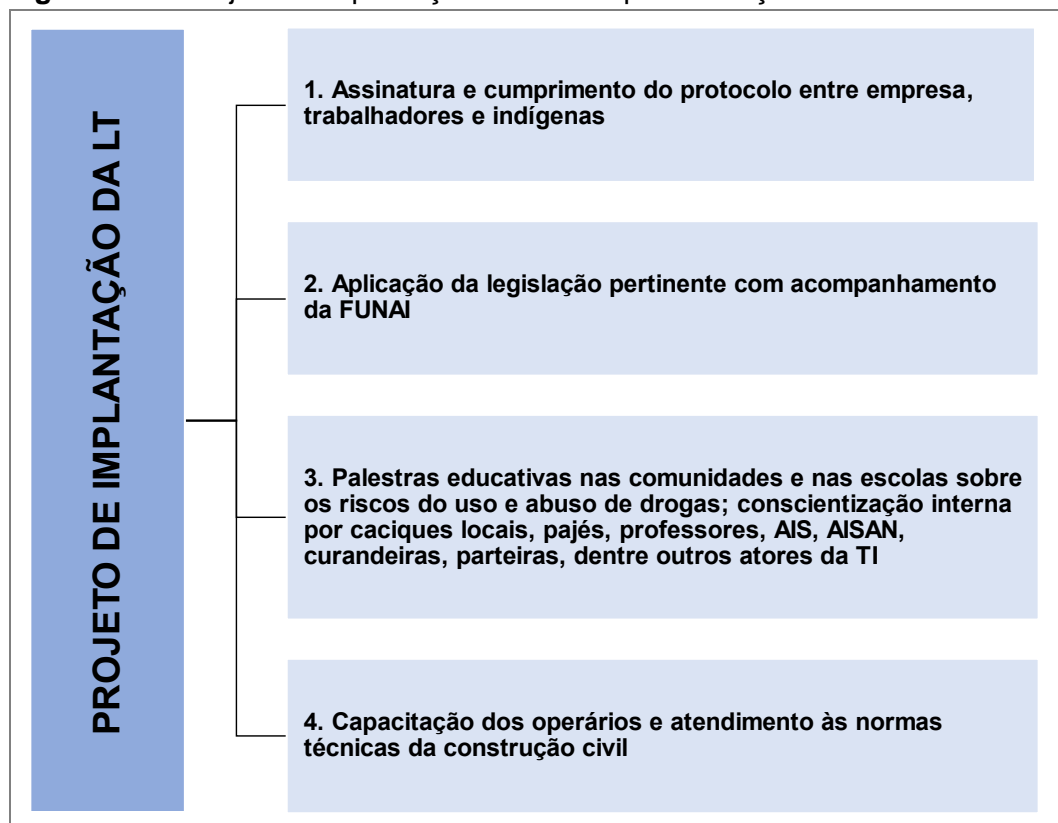 PROJETO DE IMPLANTAÇÃO DA LT
1. Assinatura e cumprimento do protocolo entre empresa,
trabalhadores e indígenas
2. Aplicação da legislação pertinente com acompanhamento
da FUNAI
3. Palestras educativas nas comunidades e nas escolas sobre
os riscos do uso e abuso de drogas; conscientização interna
por caciques locais, pajés, professores, AIS, AISAN,
curandeiras, parteiras, dentre outros atores da TI
4. Capacitação dos operários e atendimento às normas
técnicas da construção civil